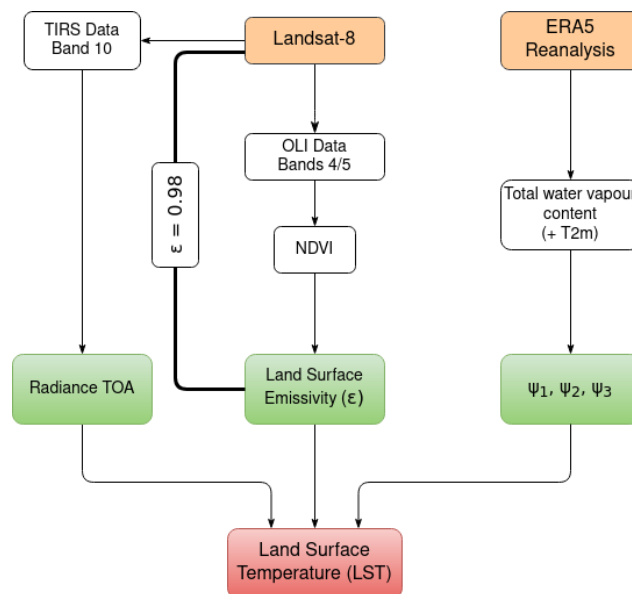 TIRS Data
Band 10
Landsat-8
ERA5
Reanalysis
OLI Data
Bands 4/5
ε = 0.98
Total water vapour
content
(+ T2m)
NDVI
Radiance TOA
Land Surface
Emissivity (ε)
ψ₁, ψ₂, ψ₃
Land Surface
Temperature (LST)